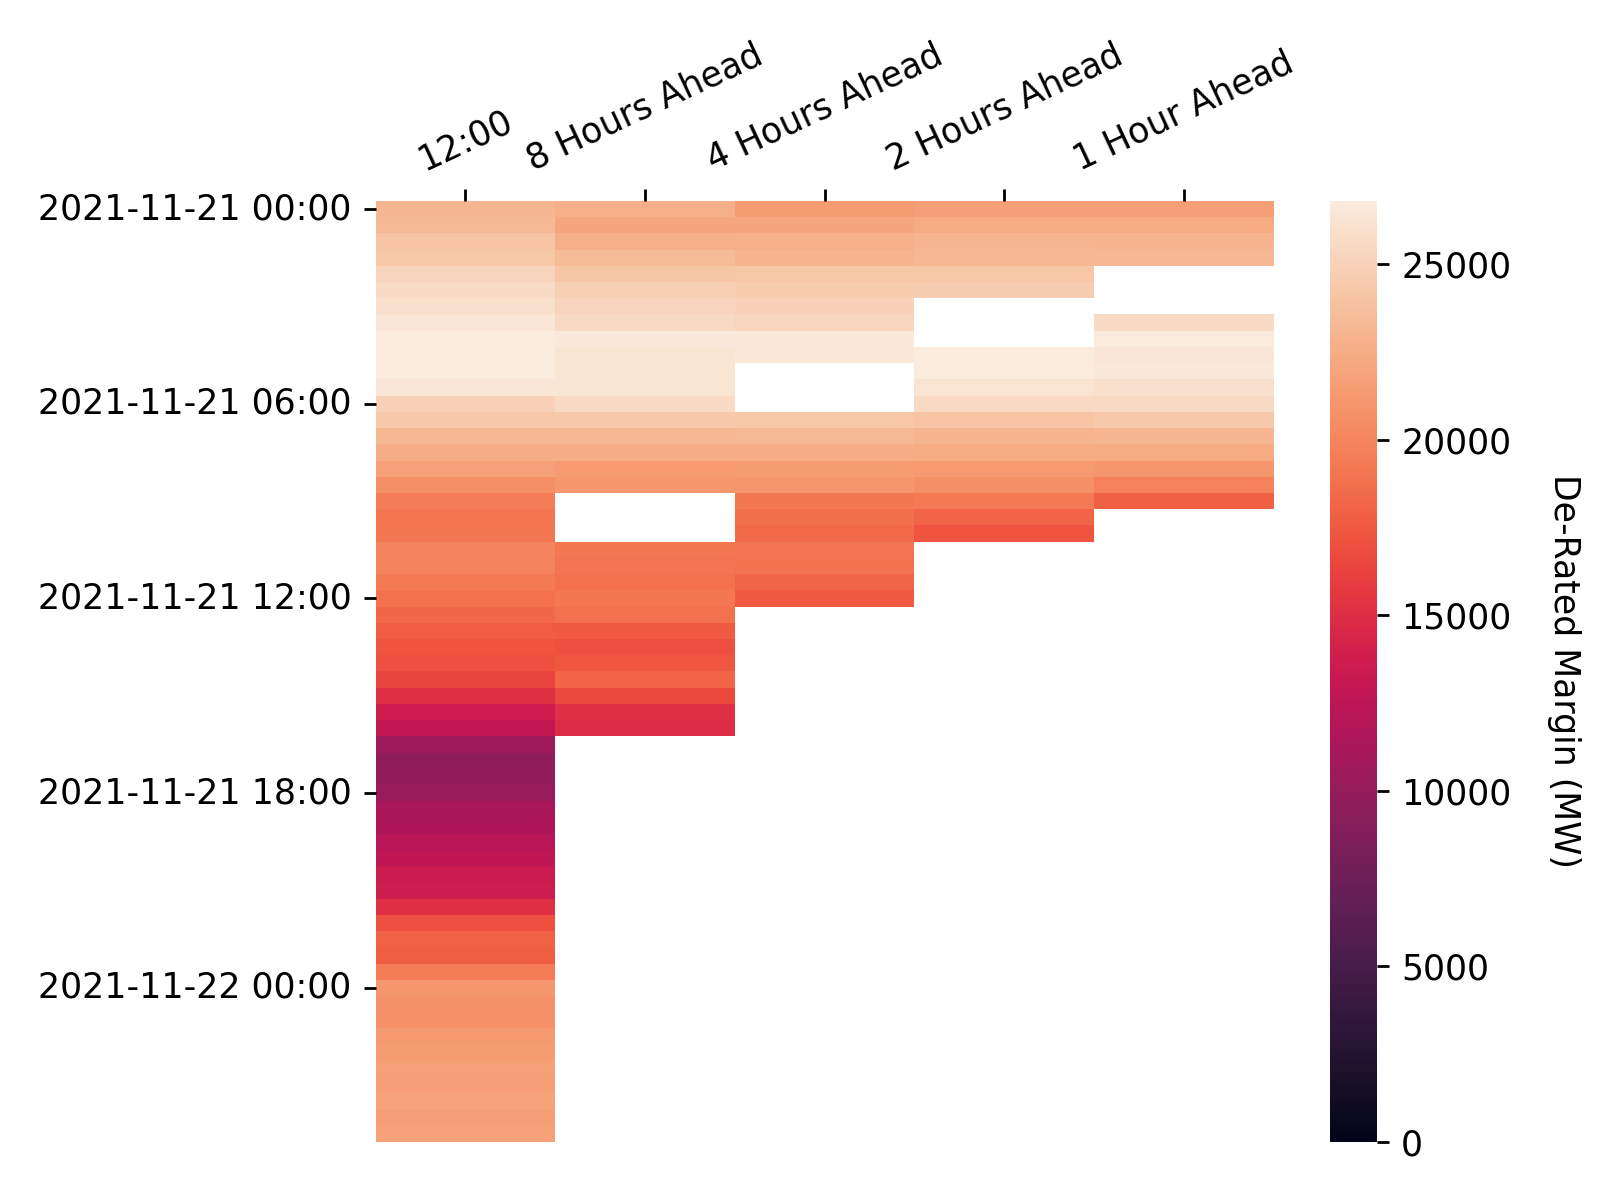 12:00
8 Hours Ahead
4 Hours Ahead
2 Hours Ahead
1 Hour Ahead
2021-11-21 00:00
2021-11-21 06:00
2021-11-21 12:00
2021-11-21 18:00
2021-11-22 00:00
25000
20000
15000
10000
5000
0
De-Rated Margin (MW)